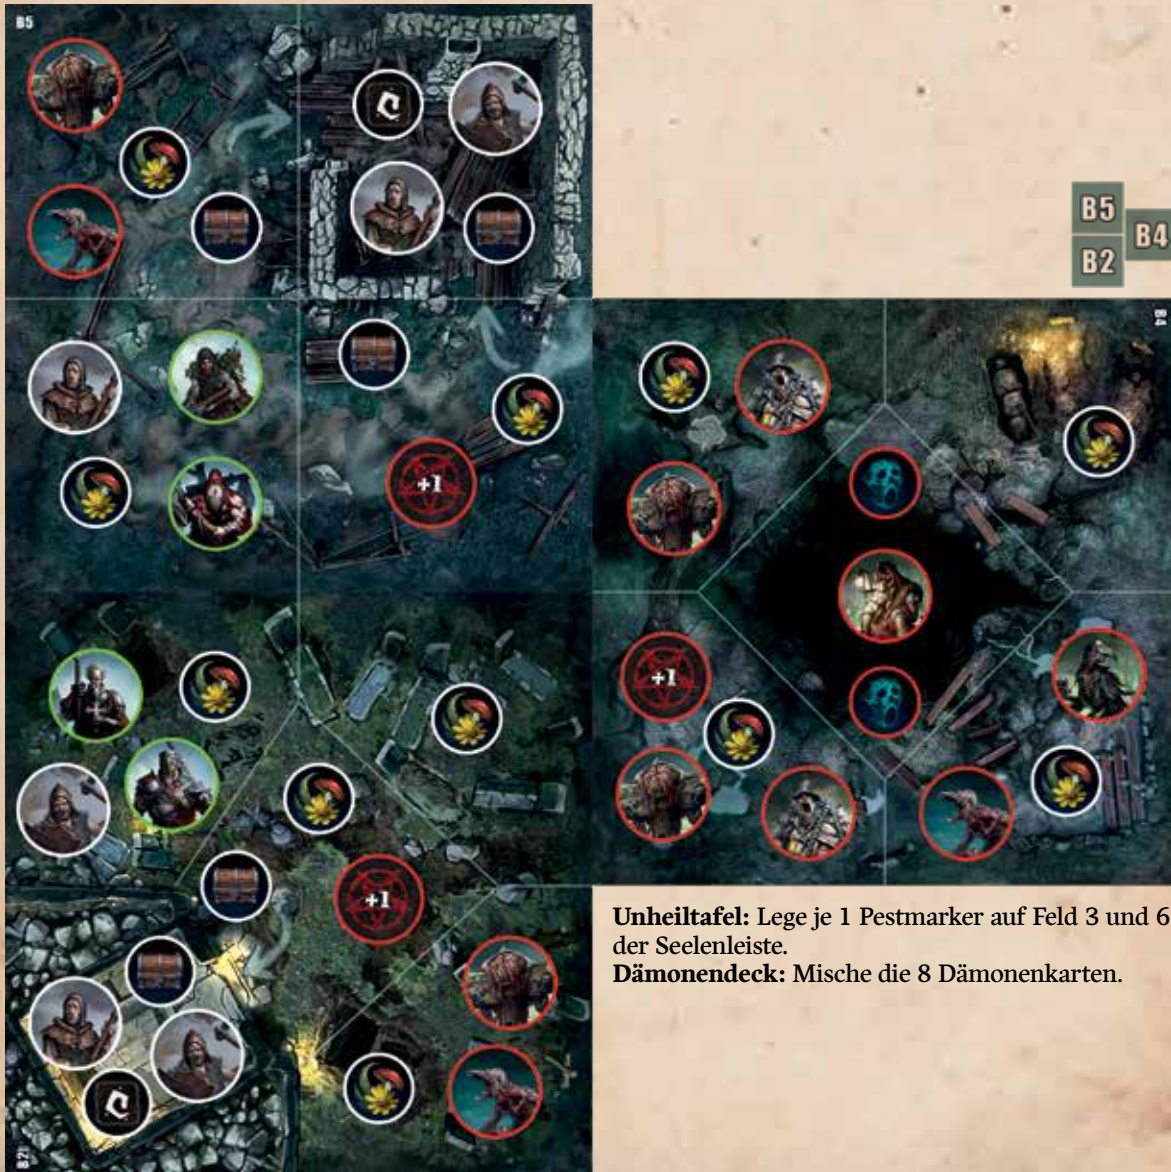 B5
B5
B4
B2
B4
+1
+1
+1
Unheiltafel: Lege je 1 Pestmarker auf Feld 3 und 6
der Seelenleiste.
Dämonendeck: Mische die 8 Dämonenkarten.
B2